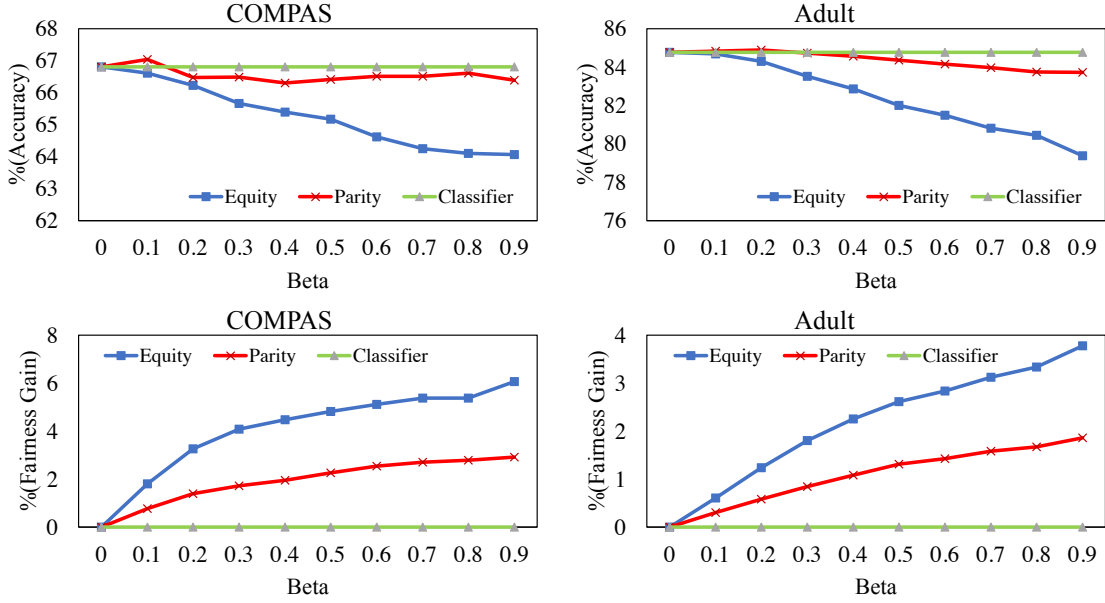 COMPAS
%(Accuracy)
68
67
66
65
64
63
62
Equity Parity Classifier
0 0.1 0.2 0.3 0.4 0.5 0.6 0.7 0.8 0.9
Beta
Adult
%(Accuracy)
86
84
82
80
78
76
Equity Parity Classifier
0 0.1 0.2 0.3 0.4 0.5 0.6 0.7 0.8 0.9
Beta
COMPAS
%(Fairness Gain)
8
6
4
2
0
Equity Parity Classifier
0 0.1 0.2 0.3 0.4 0.5 0.6 0.7 0.8 0.9
Beta
Adult
%(Fairness Gain)
4
3
2
1
0
Equity Parity Classifier
0 0.1 0.2 0.3 0.4 0.5 0.6 0.7 0.8 0.9
Beta